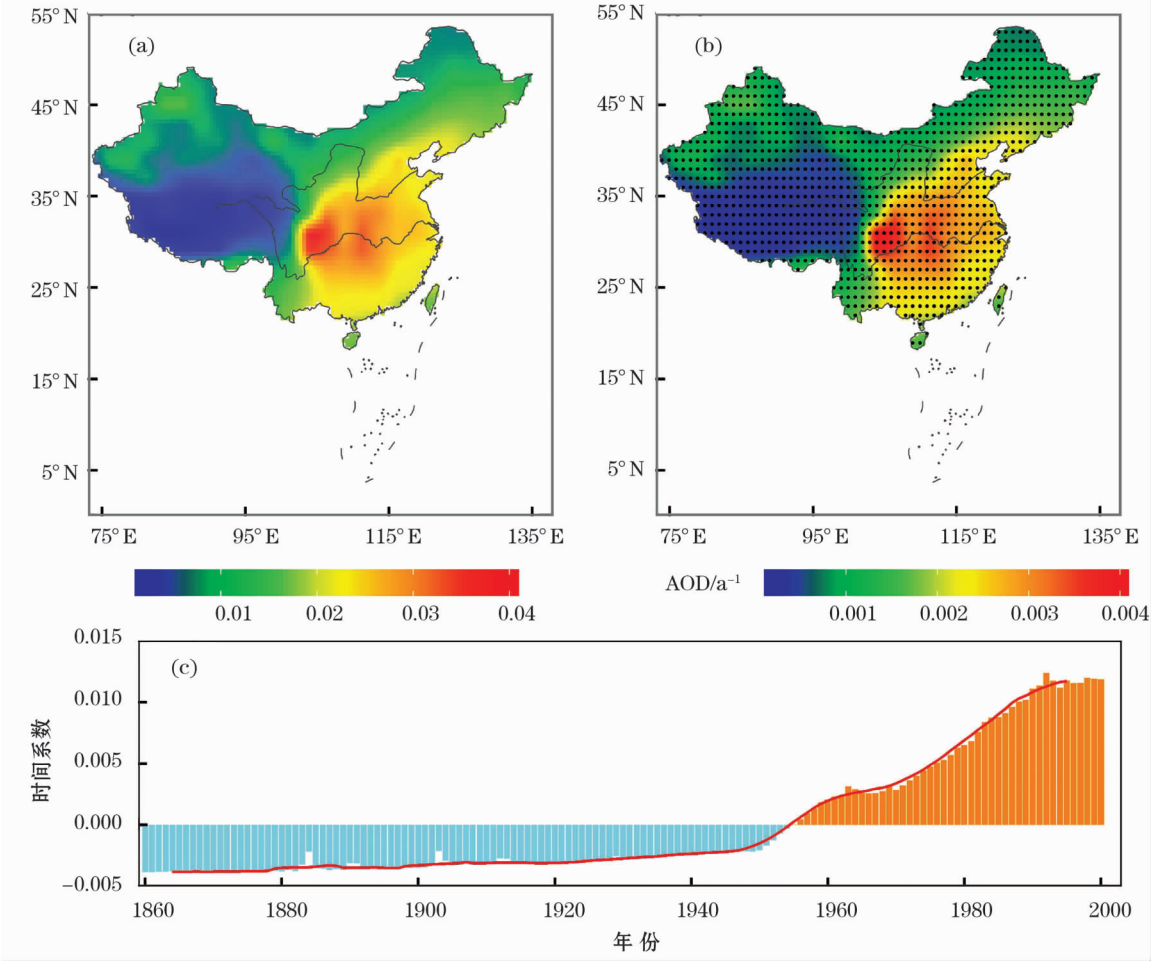 55°N
(a)
45°N
35°N
25°N
15°N
5°N
75°E 95°E 115°E 135°E
0.01 0.02 0.03 0.04
55°N
(b)
45°N
35°N
25°N
15°N
5°N
75°E 95°E 115°E 135°E
AOD/a⁻¹
0.001 0.002 0.003 0.004
(c)
时间系数
0.015
0.010
0.005
0.000
−0.005
1860 1880 1900 1920 1940 1960 1980 2000
年 份